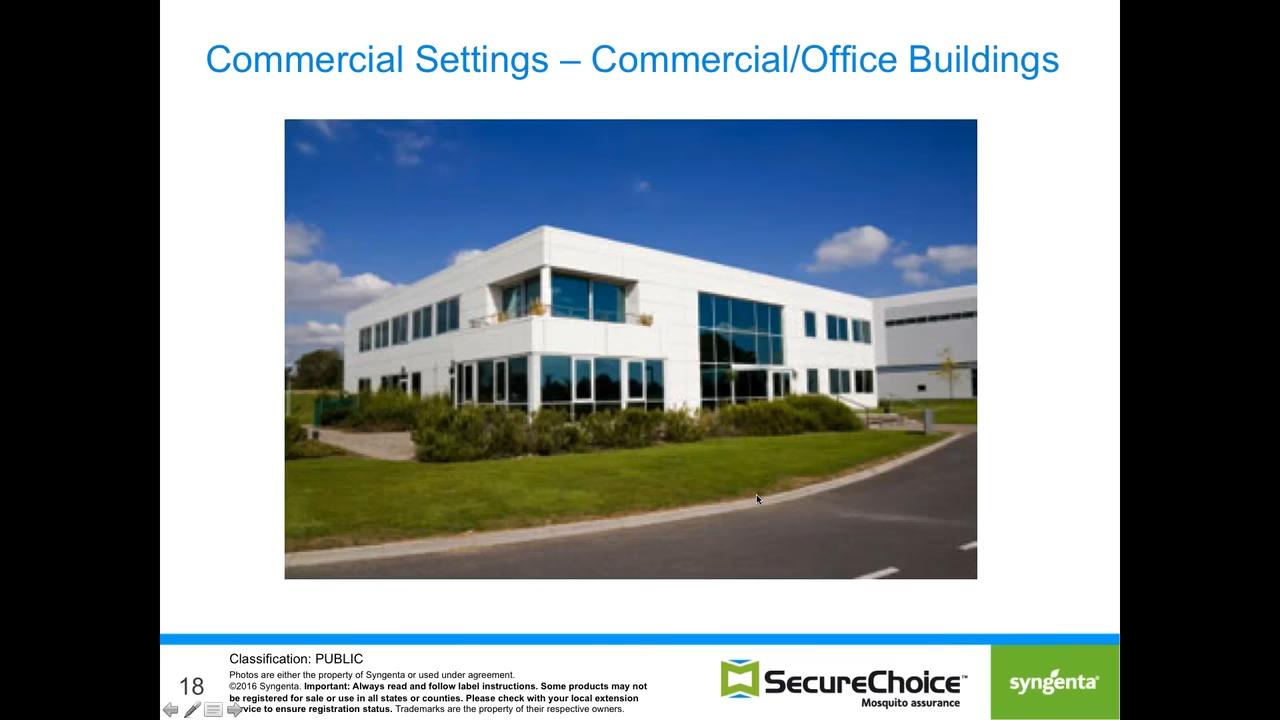 Commercial Settings – Commercial/Office Buildings
Classification: PUBLIC
Photos are either the property of Syngenta or used under agreement.
©2016 Syngenta. Important: Always read and follow label instructions. Some products may not
be registered for sale or use in all states or counties. Please check with your local extension
rvice to ensure registration status. Trademarks are the property of their respective owners.
18
SecureChoice™
Mosquito assurance
syngenta®